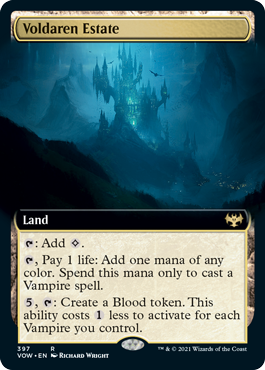 Voldaren Estate
Land
: Add .
, Pay 1 life: Add one mana of
any color. Spend this mana only to cast a
Vampire spell.
5, : Create a Blood token. This
ability costs 1 less to activate for each
Vampire you control.
397 R
VOW • EN Richard Wright
™ & © 2021 Wizards of the Coast